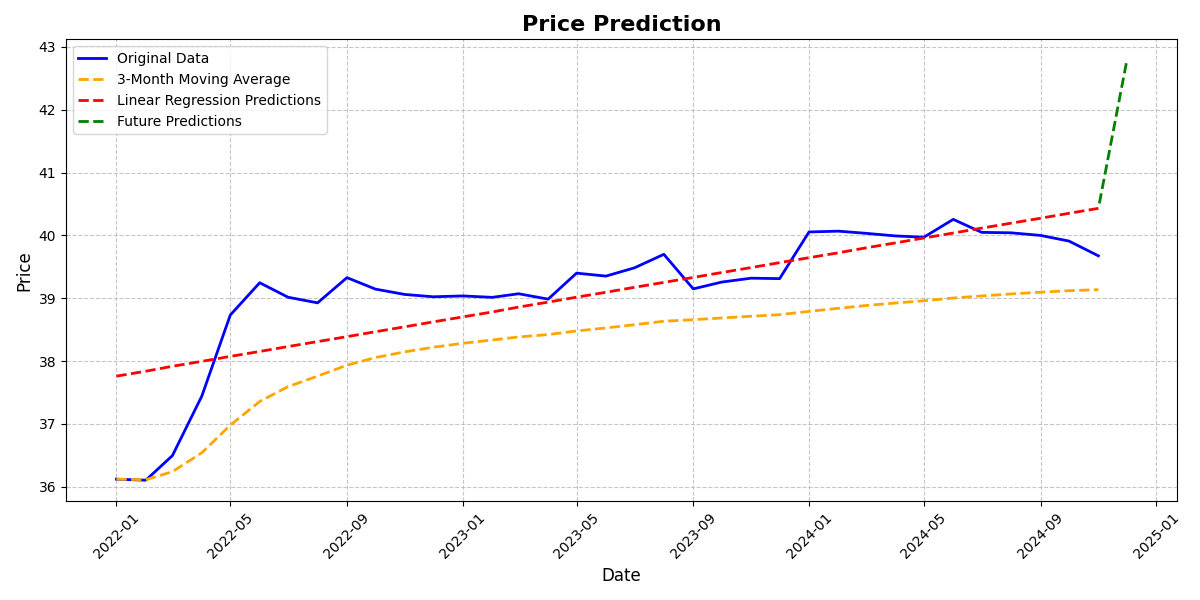 Price Prediction
Original Data
3-Month Moving Average
Linear Regression Predictions
Future Predictions
Price
43
42
41
40
39
38
37
36
2022-01
2022-05
2022-09
2023-01
2023-05
2023-09
2024-01
2024-05
2024-09
2025-01
Date